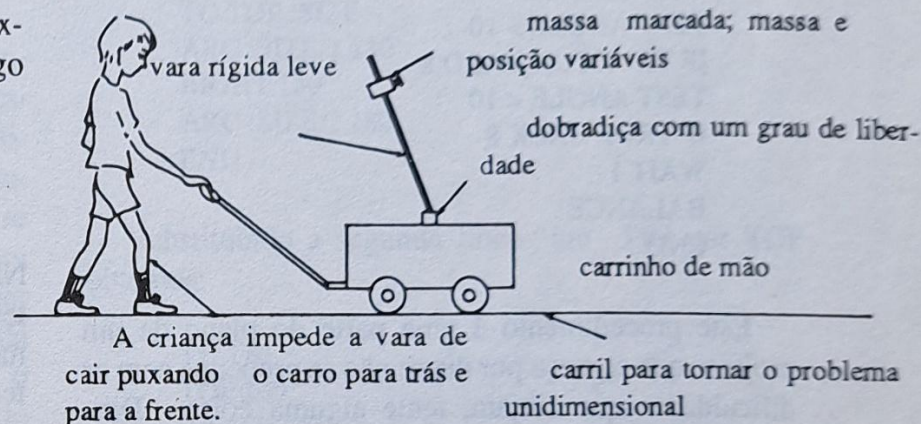 x-
go
massa marcada; massa e
posição variáveis
vara rígida leve
dobradiça com um grau de liber-
dade
carrinho de mão
A criança impede a vara de
cair puxando o carro para trás e
para a frente.
carril para tornar o problema
unidimensional